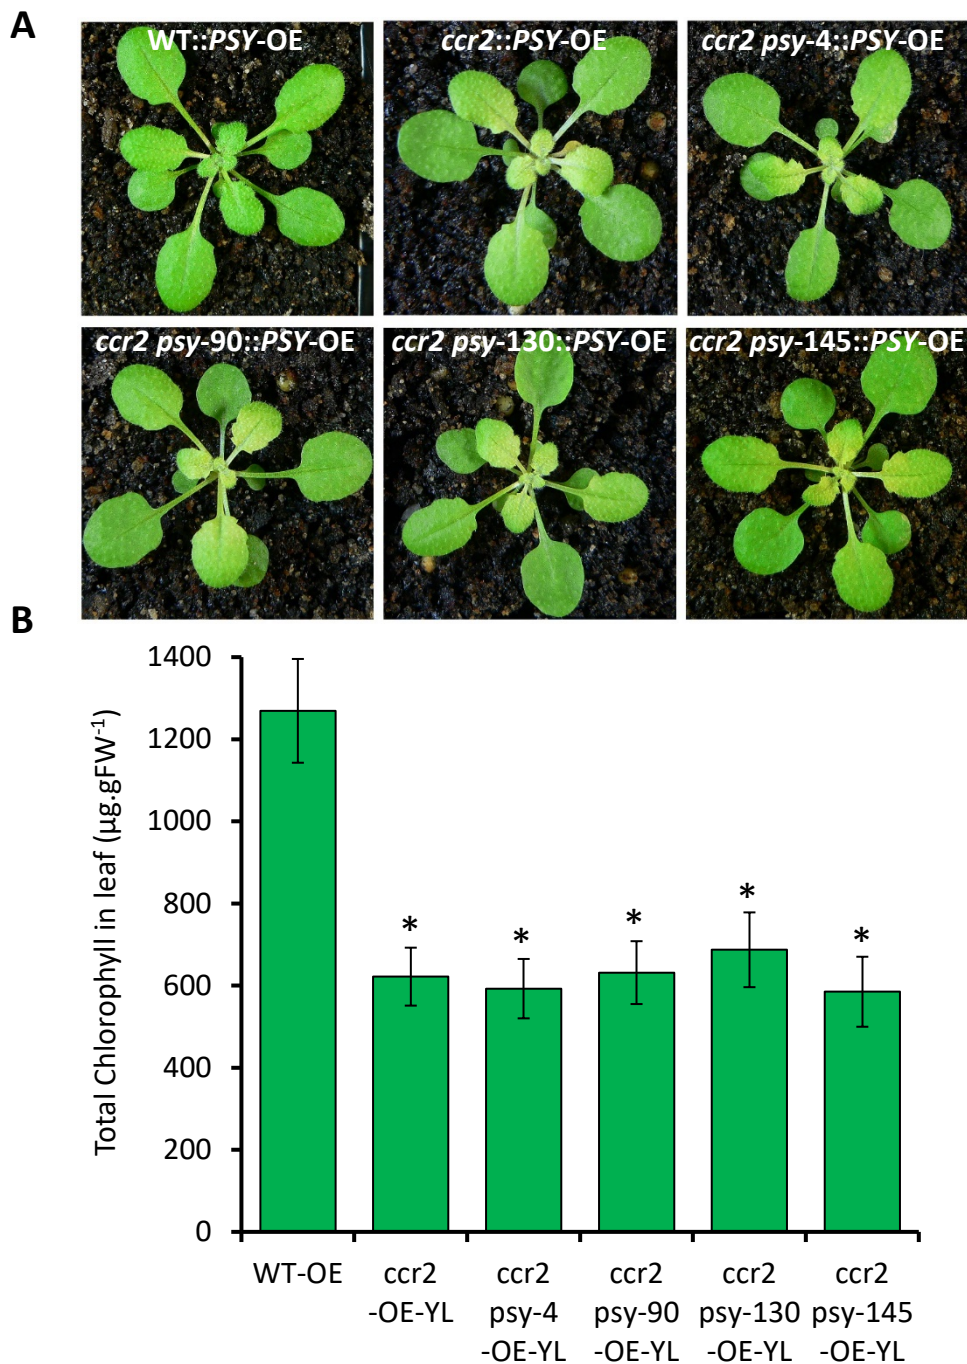 A
WT::PSY-OE
ccr2::PSY-OE
ccr2 psy-4::PSY-OE
ccr2 psy-90::PSY-OE
ccr2 psy-130::PSY-OE
ccr2 psy-145::PSY-OE
B
Total Chlorophyll in leaf (µg.gFW⁻¹)
1400
1200
1000
800
600
400
200
0
*
*
*
*
*
WT-OE
ccr2
-OE-YL
ccr2
psy-4
-OE-YL
ccr2
psy-90
-OE-YL
ccr2
psy-130
-OE-YL
ccr2
psy-145
-OE-YL